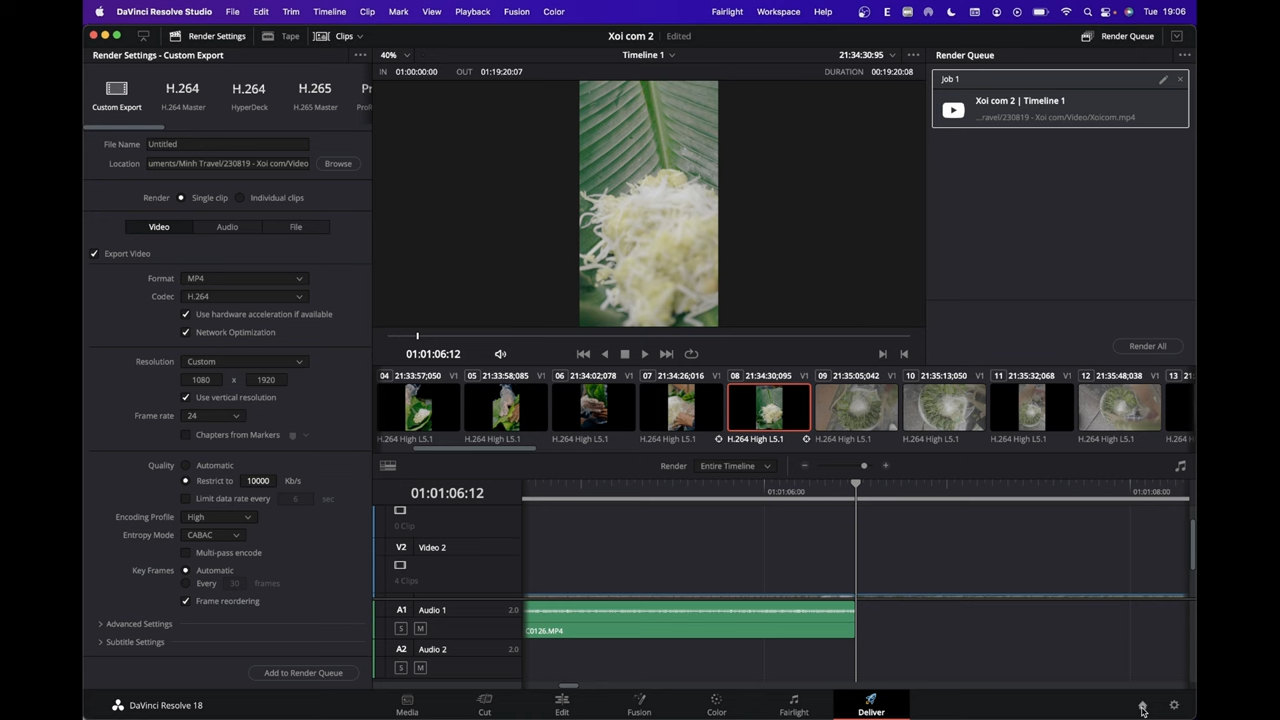 DaVinci Resolve Studio File Edit Trim Timeline Clip Mark View Playback Fusion Color Fairlight Workspace Help Tue 19:06
Render Settings Tape Clips Xoi com 2 Edited Render Queue
Render Settings - Custom Export
40% Timeline 1 21:34:30:95
Render Queue
IN 01:00:00:00 OUT 01:19:20:07 DURATION 00:19:20:08
H.264 H.264 H.265 Pr
Custom Export H.264 Master HyperDeck H.265 Master
Job 1
Xoi com 2 | Timeline 1
...ravel/230819 - Xoi com/Video/Xoicom.mp4
File Name Untitled
Location uments/Minh Travel/230819 - Xoi com/Video Browse
Render Single clip Individual clips
Video Audio File
Export Video
Format MP4
Codec H.264
Use hardware acceleration if available
Network Optimization
Resolution Custom
1080 x 1920
Use vertical resolution
Frame rate 24
Chapters from Markers
Quality Automatic
Restrict to 10000 Kb/s
Limit data rate every 6 sec
Encoding Profile High
Entropy Mode CABAC
Multi-pass encode
Key Frames Automatic
Every 30 frames
Frame reordering
Advanced Settings
Subtitle Settings
Add to Render Queue
01:01:06:12
Render All
04 21:33:57;050 V1 05 21:33:58;085 V1 06 21:34:02;078 V1 07 21:34:26;016 V1 08 21:34:30;095 V1 09 21:35:05;042 V1 10 21:35:13;050 V1 11 21:35:32;068 V1 12 21:35:48;038 V1 13 21:
H.264 High L5.1 H.264 High L5.1 H.264 High L5.1 H.264 High L5.1 H.264 High L5.1 H.264 High L5.1 H.264 High L5.1 H.264 High L5.1 H.264 High L5.1 H.264 H
Render Entire Timeline
01:01:06:12
01:01:06:00 01:01:08:00
0 Clip
V2 Video 2
4 Clips
A1 Audio 1 2.0
S M
C0126.MP4
A2 Audio 2 2.0
S M
DaVinci Resolve 18
Media Cut Edit Fusion Color Fairlight Deliver